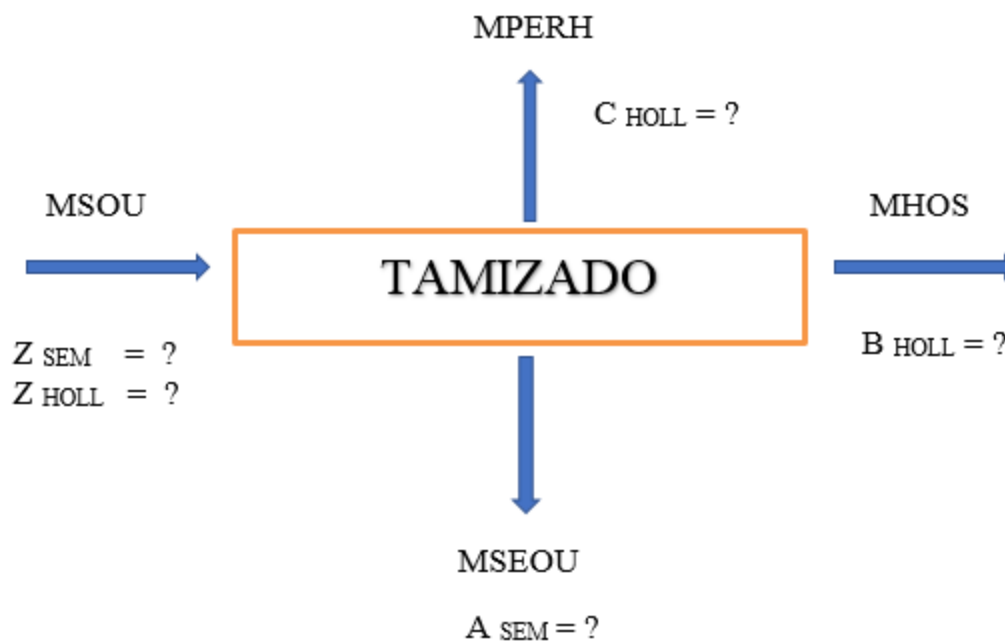 MPERH
C HOLL = ?
MSOU
MHOS
TAMIZADO
Z SEM = ?
Z HOLL = ?
B HOLL = ?
MSEOU
A SEM = ?